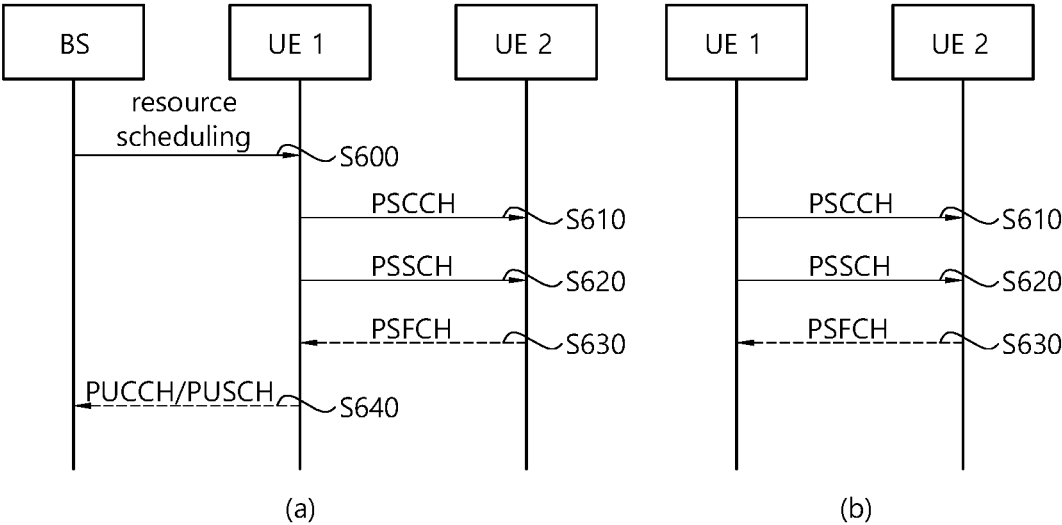 BS
UE 1
UE 2
UE 1
UE 2
resource
scheduling
S600
PSCCH
S610
PSCCH
S610
PSSCH
S620
PSSCH
S620
PSFCH
S630
PSFCH
S630
PUCCH/PUSCH
S640
(a)
(b)